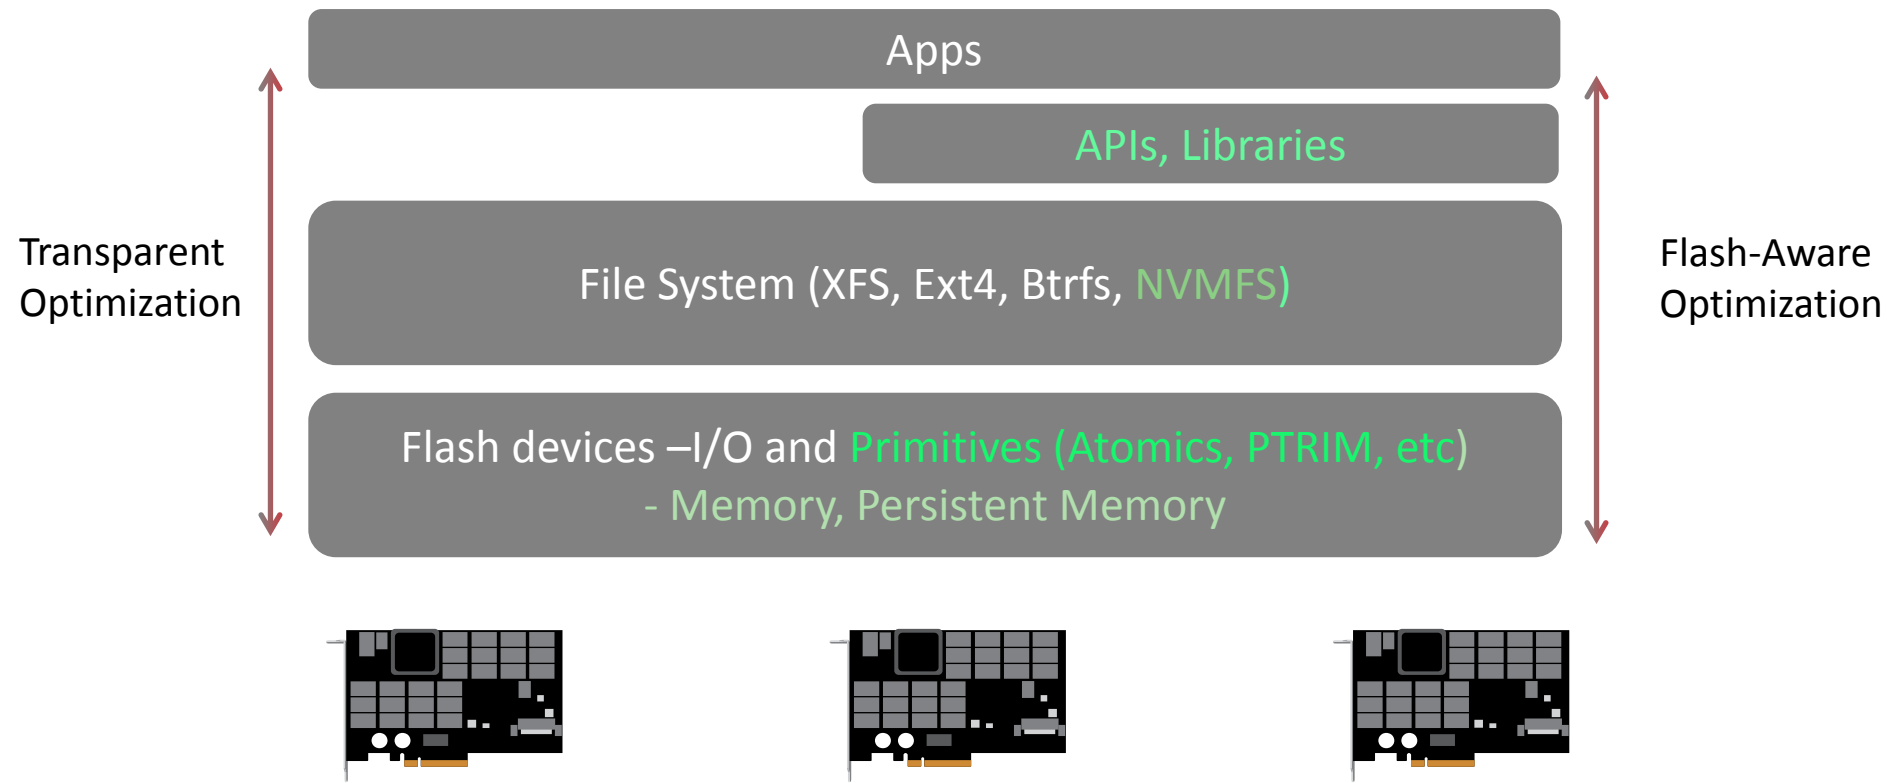 Apps
APIs, Libraries
Transparent
Optimization
File System (XFS, Ext4, Btrfs, NVMFS)
Flash-Aware
Optimization
Flash devices –I/O and Primitives (Atomics, PTRIM, etc)
- Memory, Persistent Memory